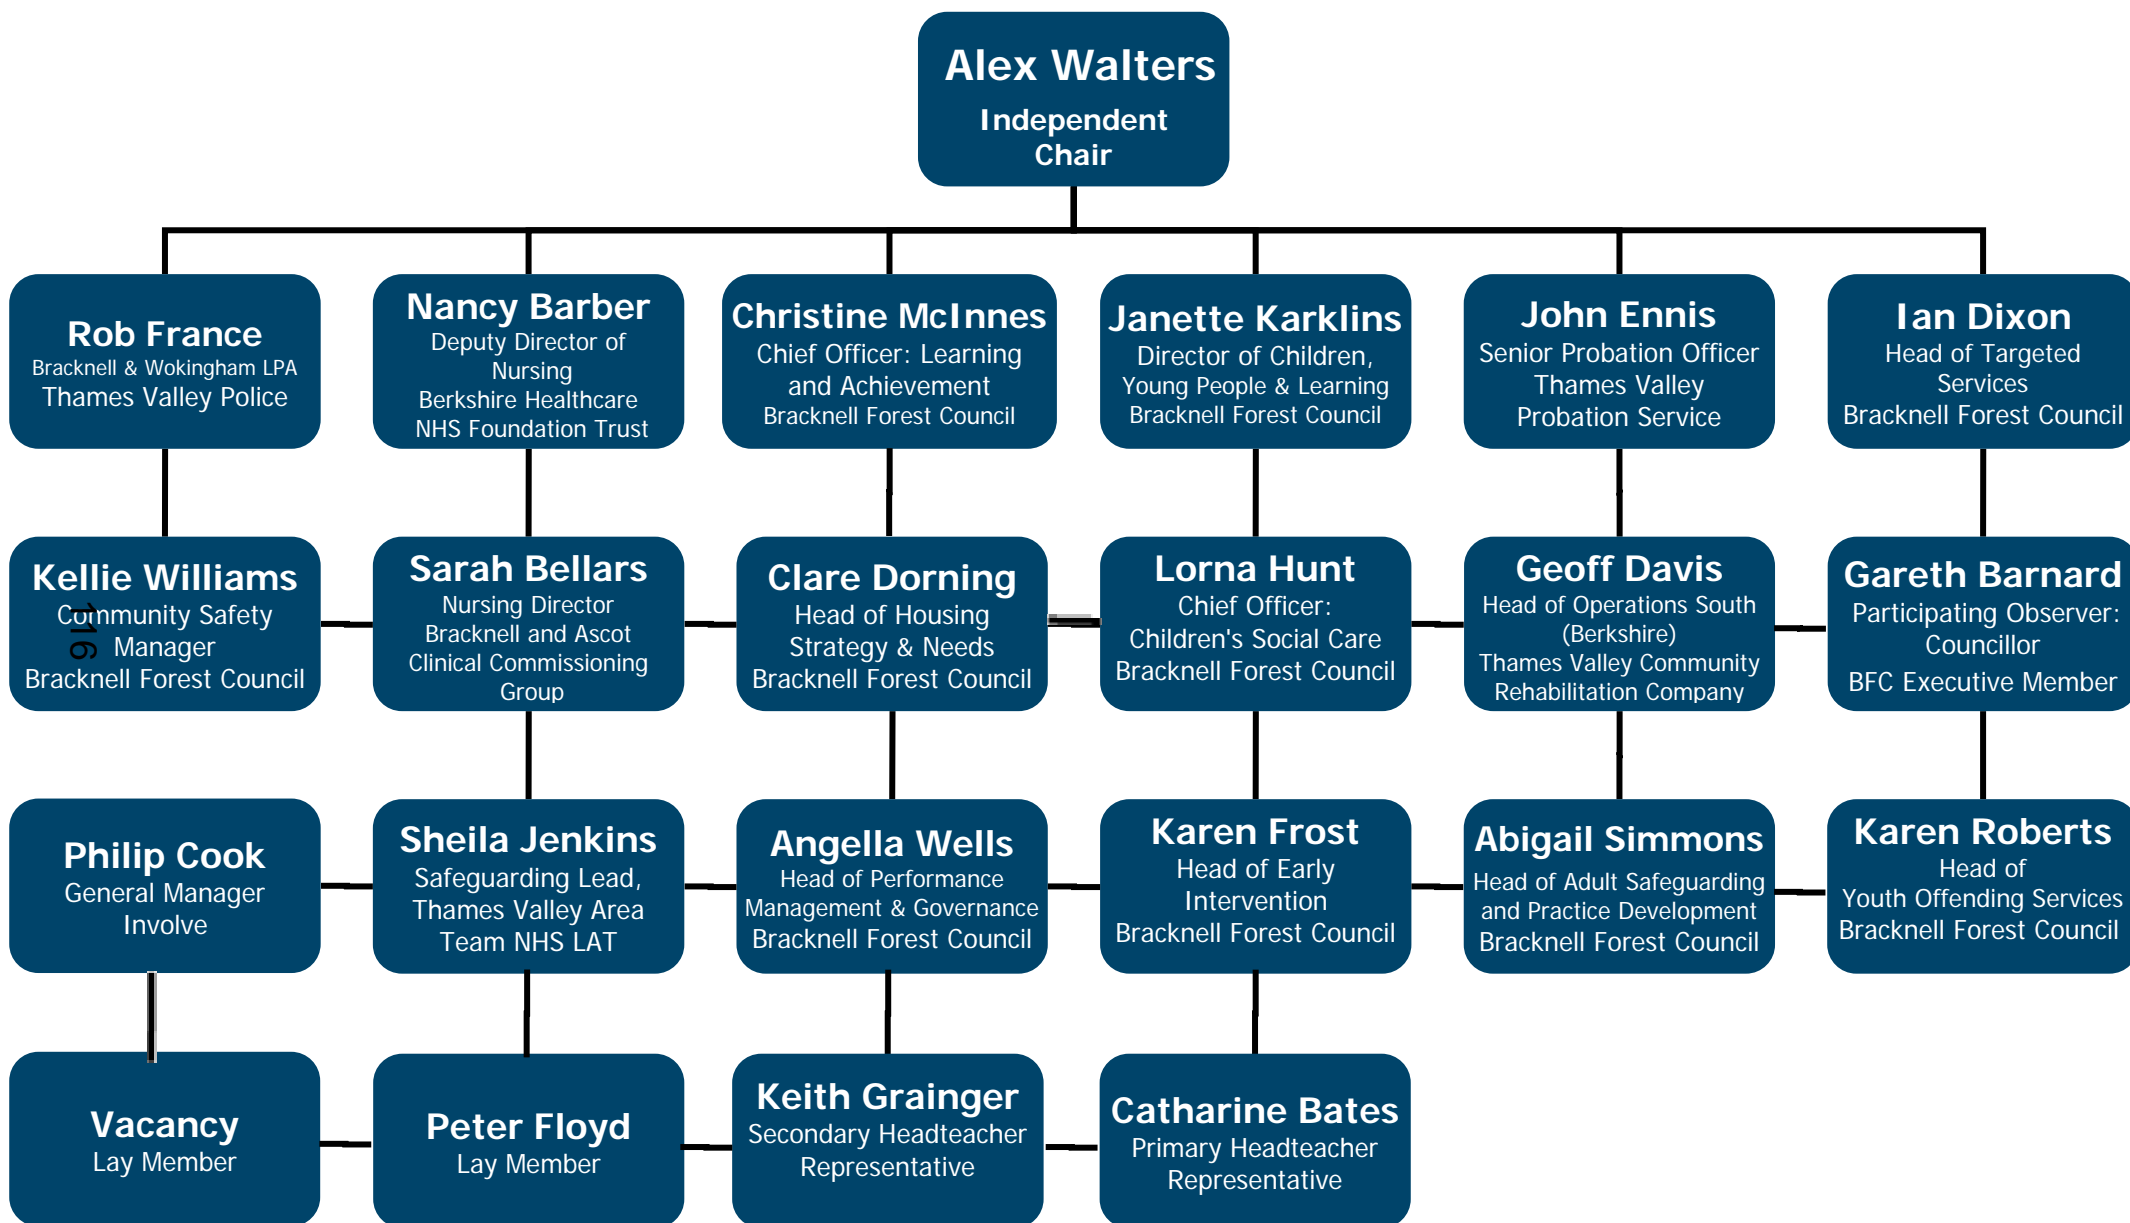 Alex Walters
Independent
Chair
Rob France
Bracknell & Wokingham LPA
Thames Valley Police
Nancy Barber
Deputy Director of
Nursing
Berkshire Healthcare
NHS Foundation Trust
Christine McInnes
Chief Officer: Learning
and Achievement
Bracknell Forest Council
Janette Karklins
Director of Children,
Young People & Learning
Bracknell Forest Council
John Ennis
Senior Probation Officer
Thames Valley
Probation Service
Ian Dixon
Head of Targeted
Services
Bracknell Forest Council
Kellie Williams
Community Safety
Manager
Bracknell Forest Council
116
Sarah Bellars
Nursing Director
Bracknell and Ascot
Clinical Commissioning
Group
Clare Dorning
Head of Housing
Strategy & Needs
Bracknell Forest Council
Lorna Hunt
Chief Officer:
Children's Social Care
Bracknell Forest Council
Geoff Davis
Head of Operations South
(Berkshire)
Thames Valley Community
Rehabilitation Company
Gareth Barnard
Participating Observer:
Councillor
BFC Executive Member
Philip Cook
General Manager
Involve
Sheila Jenkins
Safeguarding Lead,
Thames Valley Area
Team NHS LAT
Angella Wells
Head of Performance
Management & Governance
Bracknell Forest Council
Karen Frost
Head of Early
Intervention
Bracknell Forest Council
Abigail Simmons
Head of Adult Safeguarding
and Practice Development
Bracknell Forest Council
Karen Roberts
Head of
Youth Offending Services
Bracknell Forest Council
Vacancy
Lay Member
Peter Floyd
Lay Member
Keith Grainger
Secondary Headteacher
Representative
Catharine Bates
Primary Headteacher
Representative